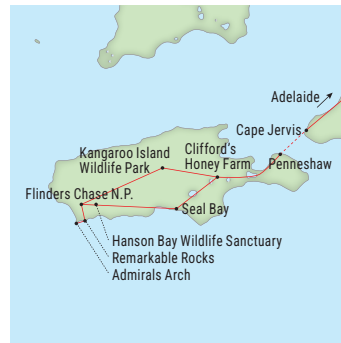 Adelaide
Cape Jervis
Clifford's
Honey Farm
Kangaroo Island
Wildlife Park
Penneshaw
Flinders Chase N.P.
Seal Bay
Hanson Bay Wildlife Sanctuary
Remarkable Rocks
Admirals Arch